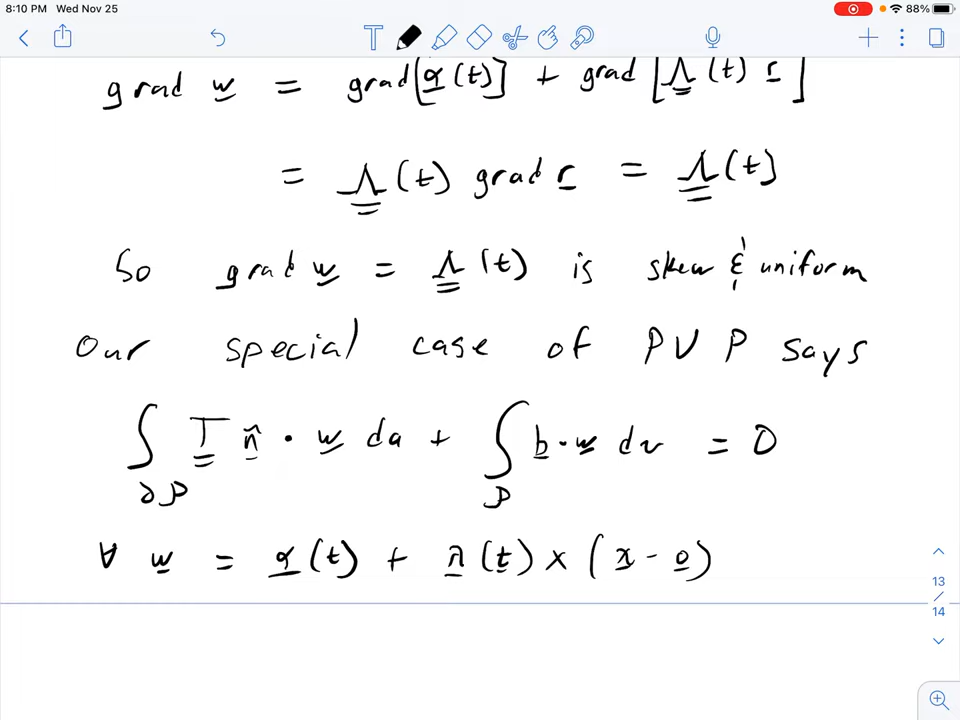 8:10 PM Wed Nov 25
88%
grad w = grad[α(t)] + grad[Λ(t) r]
= Λ(t) grad r = Λ(t)
So grad w = Λ(t) is skew & uniform
Our special case of PVP says
∫∂P T n̂ · w da + ∫P b · w dv = 0
∀ w = α(t) + λ(t) × (x - o)
13
/
14